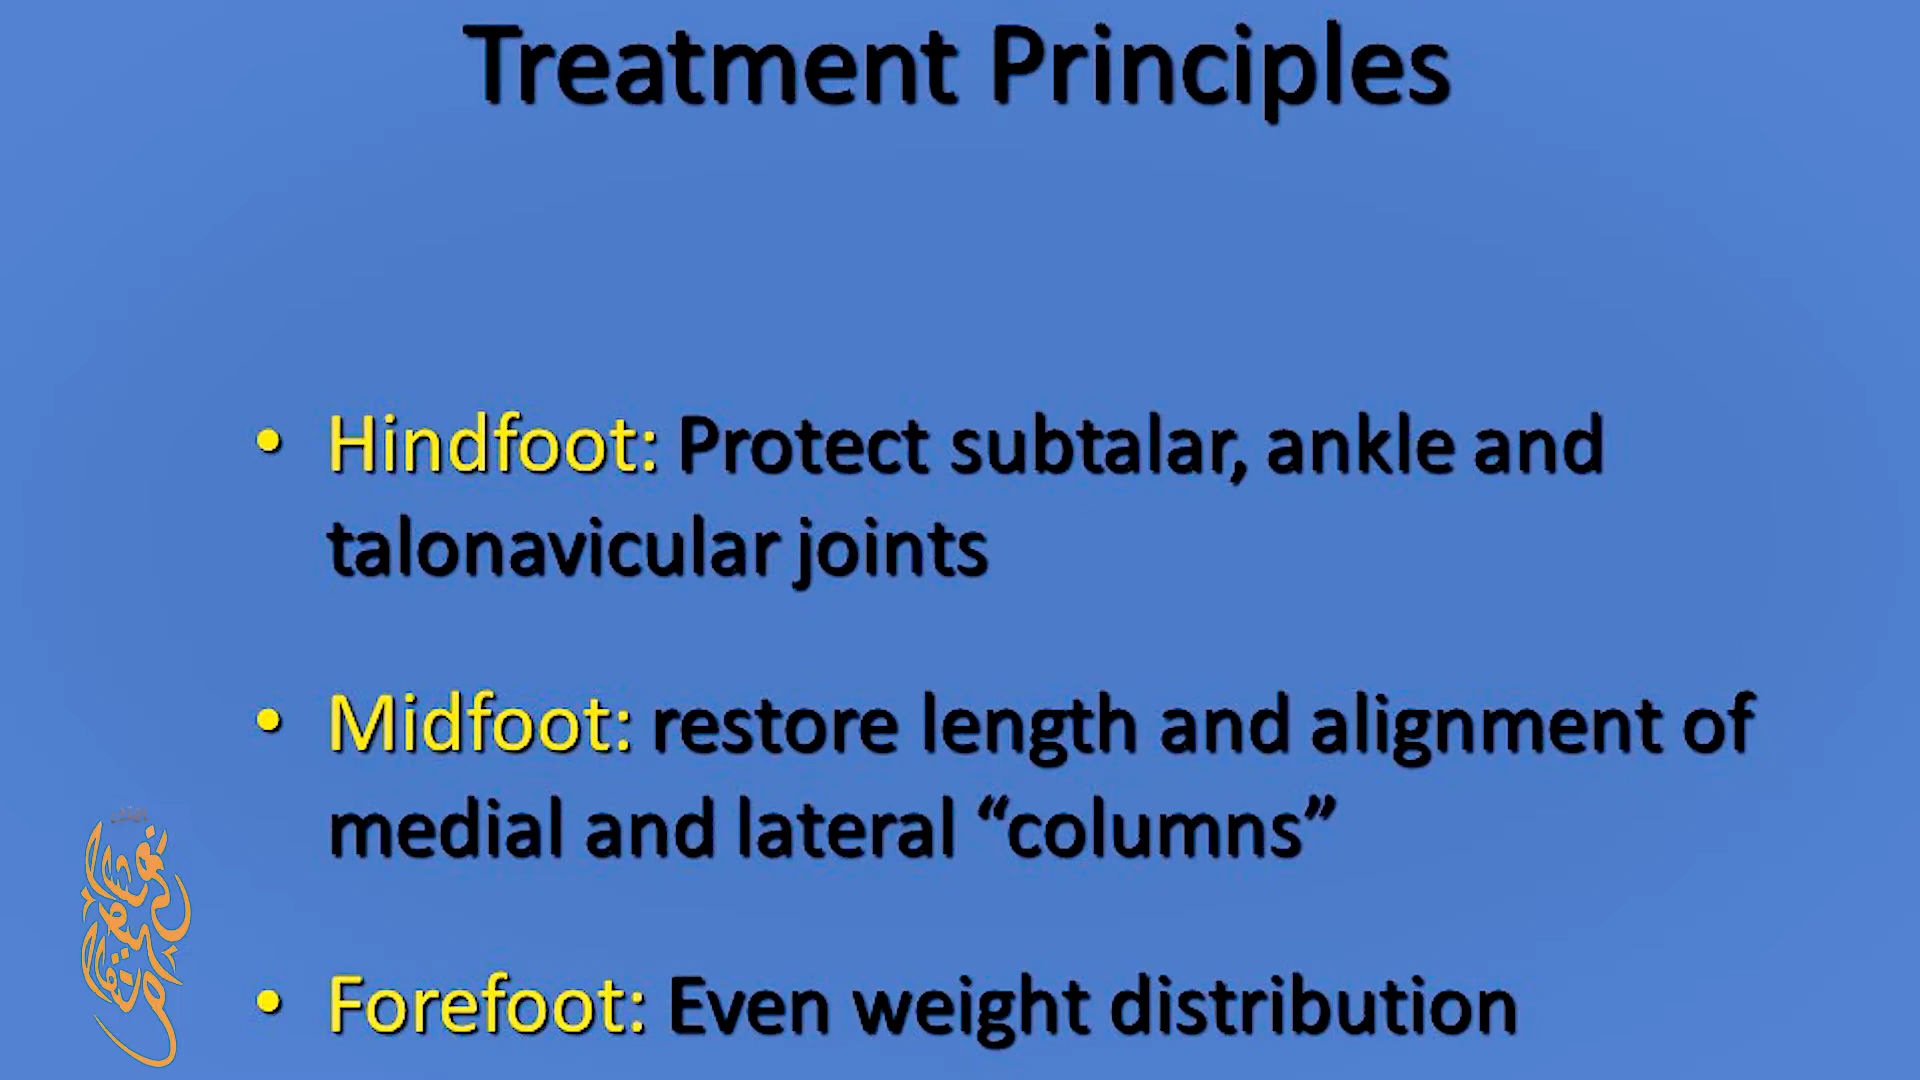 Treatment Principles
• Hindfoot: Protect subtalar, ankle and
talonavicular joints
• Midfoot: restore length and alignment of
medial and lateral “columns”
• Forefoot: Even weight distribution